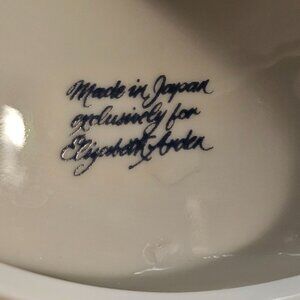 Made in Japan
exclusively for
Elizabeth Arden